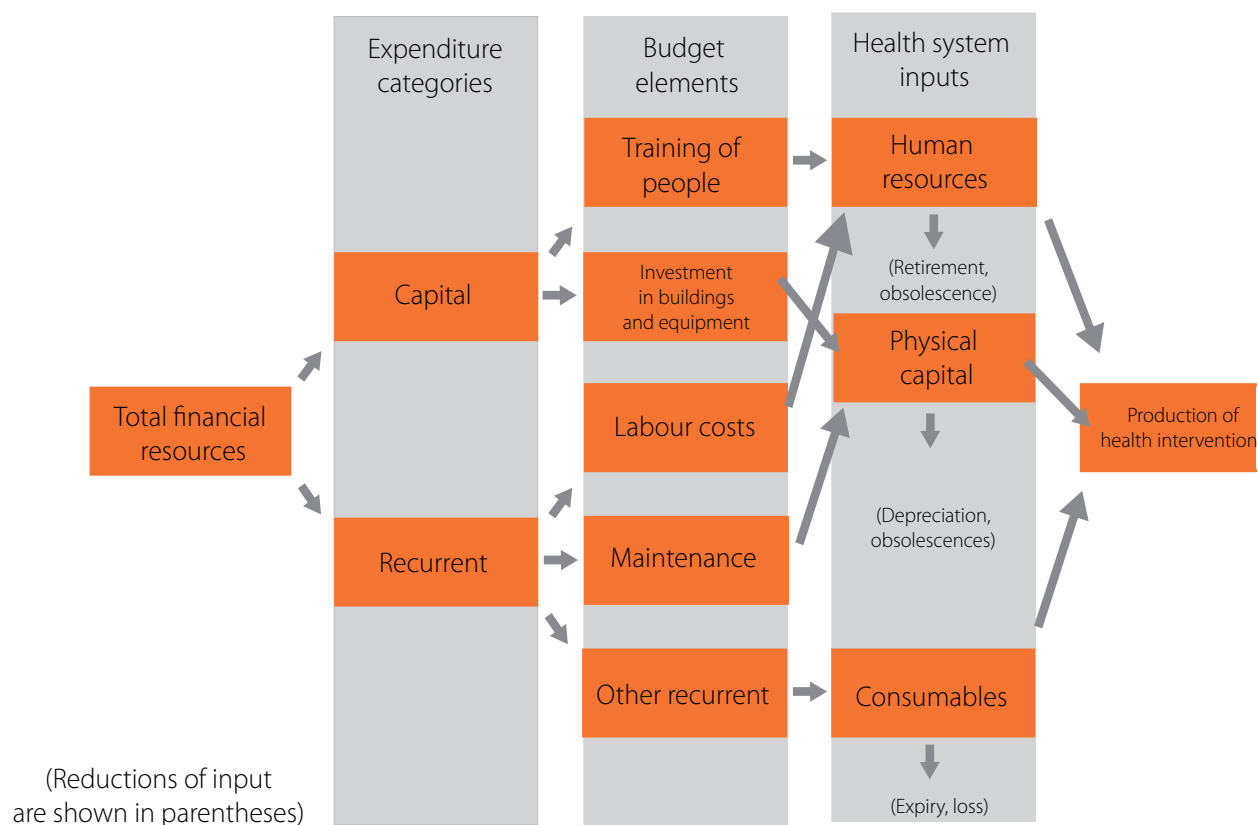 Expenditure
categories
Budget
elements
Health system
inputs
Training of
people
Human
resources
(Retirement,
obsolescence)
Capital
Investment
in buildings
and equipment
Physical
capital
Total financial
resources
Labour costs
Production of
health intervention
(Depreciation,
obsolescences)
Recurrent
Maintenance
Other recurrent
Consumables
(Expiry, loss)
(Reductions of input
are shown in parentheses)